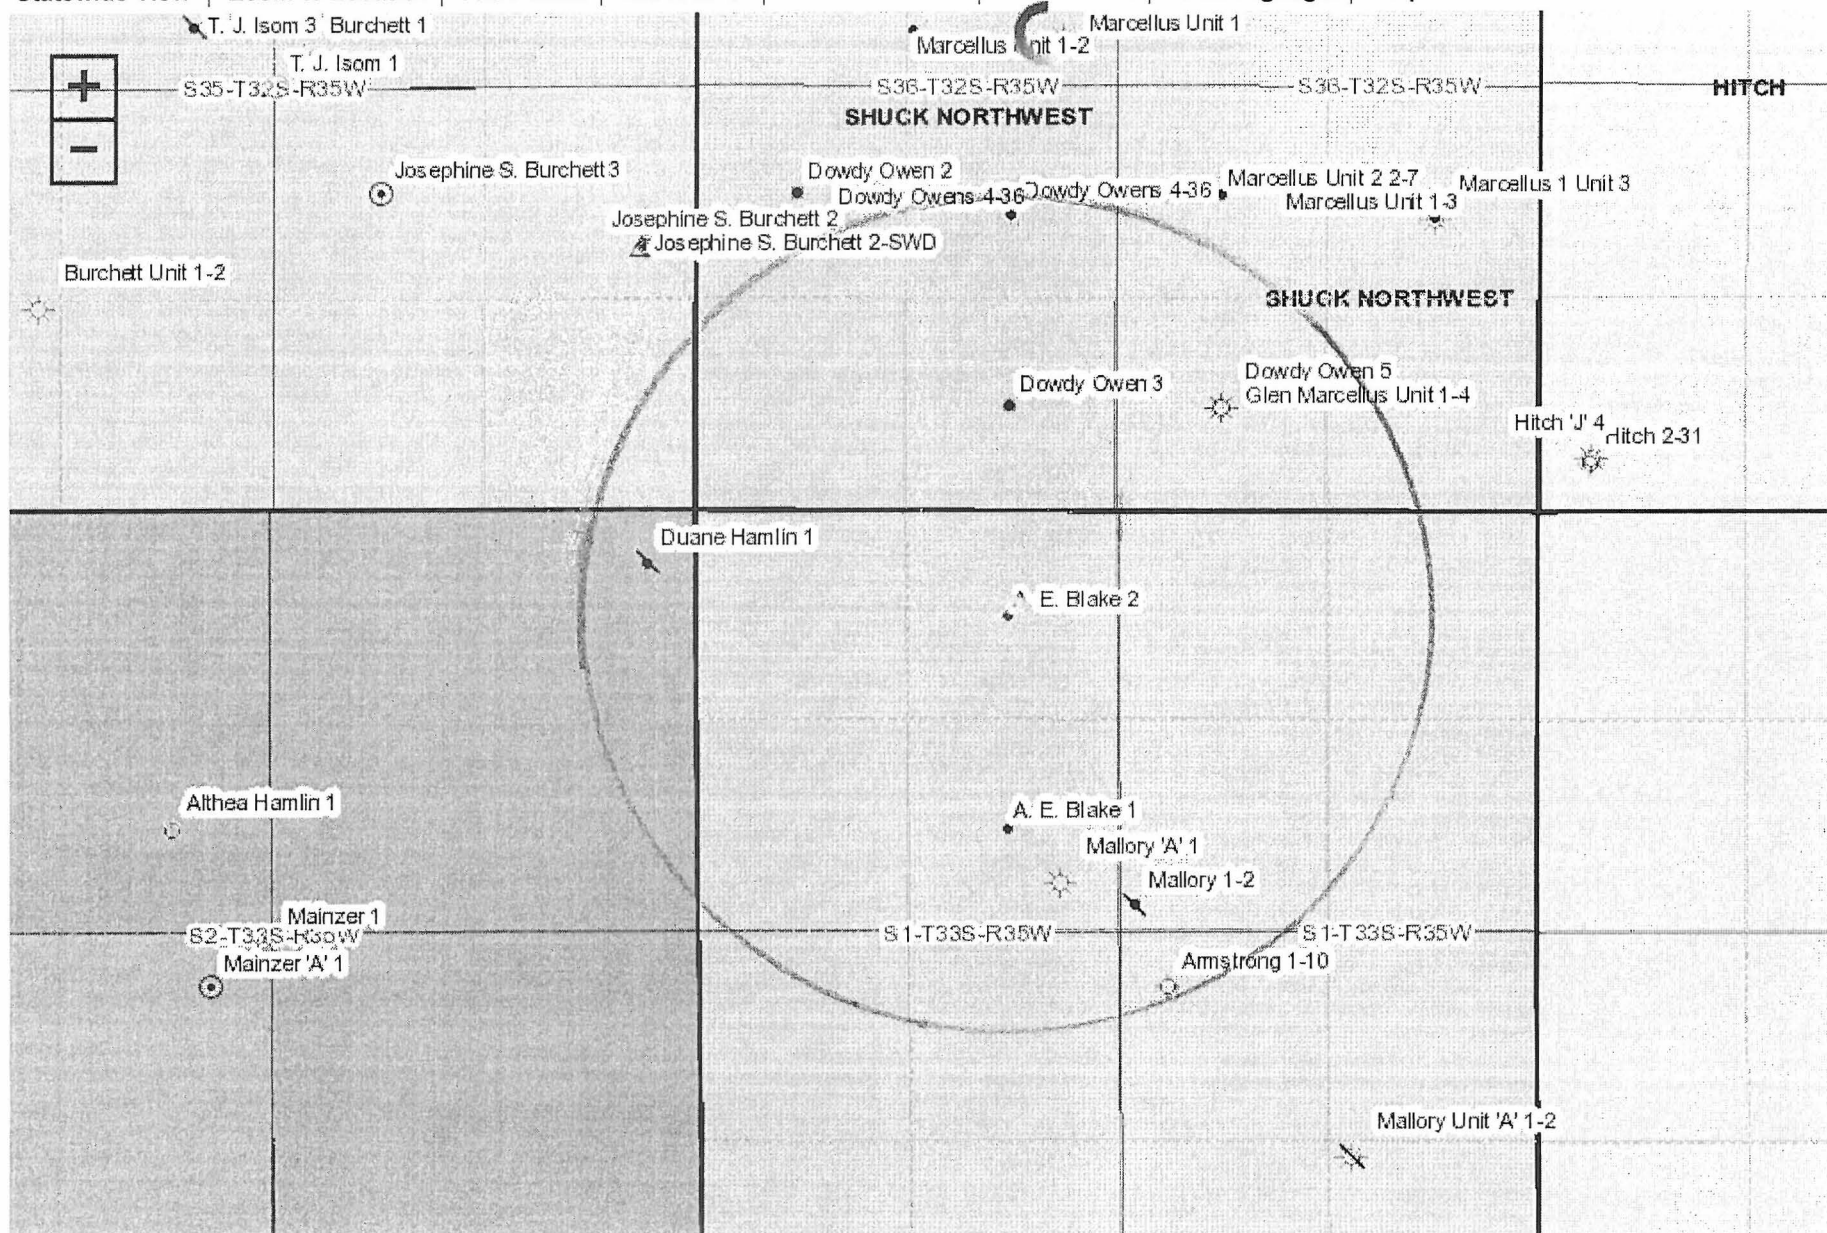 T. J. Isom 3 Burchett 1
Marcellus Unit 1
Marcellus Unit 1-2
T. J. Isom 1
S35-T32S-R35W
S36-T32S-R35W
S36-T32S-R35W
HITCH
SHUCK NORTHWEST
Josephine S. Burchett 3
Dowdy Owen 2
Dowdy Owens 4-36
Dowdy Owens 4-36
Marcellus Unit 2 2-7
Marcellus 1 Unit 3
Marcellus Unit 1-3
Josephine S. Burchett 2
Josephine S. Burchett 2-SWD
Burchett Unit 1-2
SHUCK NORTHWEST
Dowdy Owen 3
Dowdy Owen 5
Glen Marcellus Unit 1-4
Hitch 'J' 4
Hitch 2-31
Duane Hamlin 1
A. E. Blake 2
Althea Hamlin 1
A. E. Blake 1
Mallory 'A' 1
Mallory 1-2
Mainzer 1
S2-T33S-R35W
Mainzer 'A' 1
S1-T33S-R35W
S1-T33S-R35W
Armstrong 1-10
Mallory Unit 'A' 1-2